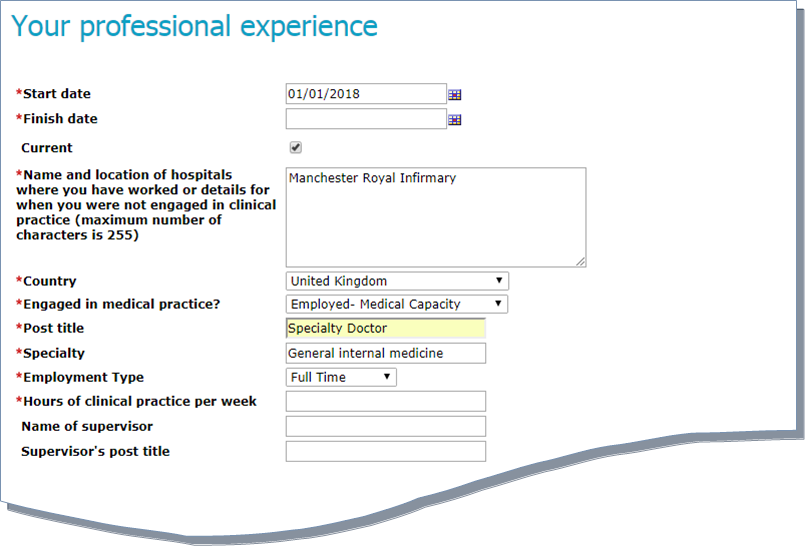 Your professional experience
*Start date 01/01/2018
*Finish date
Current
*Name and location of hospitals Manchester Royal Infirmary
where you have worked or details for
when you were not engaged in clinical
practice (maximum number of
characters is 255)
*Country United Kingdom
*Engaged in medical practice? Employed- Medical Capacity
*Post title Specialty Doctor
*Specialty General internal medicine
*Employment Type Full Time
*Hours of clinical practice per week
Name of supervisor
Supervisor's post title